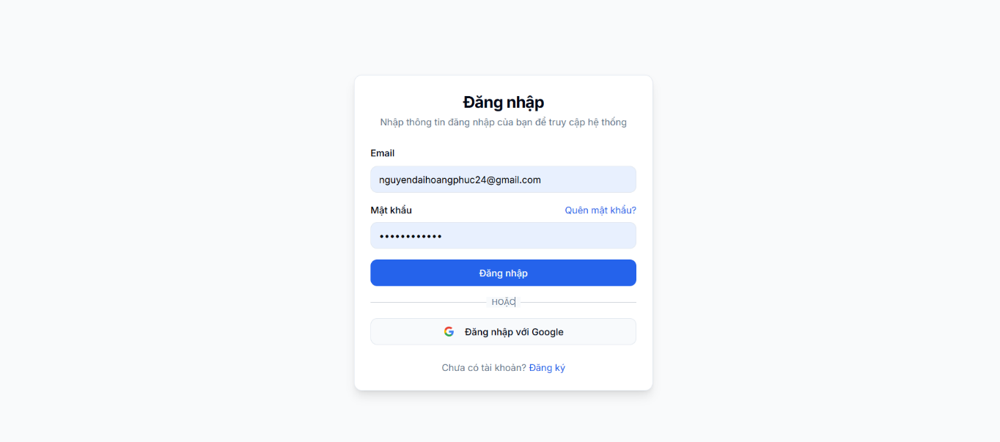 Đăng nhập
Nhập thông tin đăng nhập của bạn để truy cập hệ thống
Email
nguyendaihoangphuc24@gmail.com
Mật khẩu
Quên mật khẩu?
••••••••••••
Đăng nhập
HOẶC
Đăng nhập với Google
Chưa có tài khoản? Đăng ký